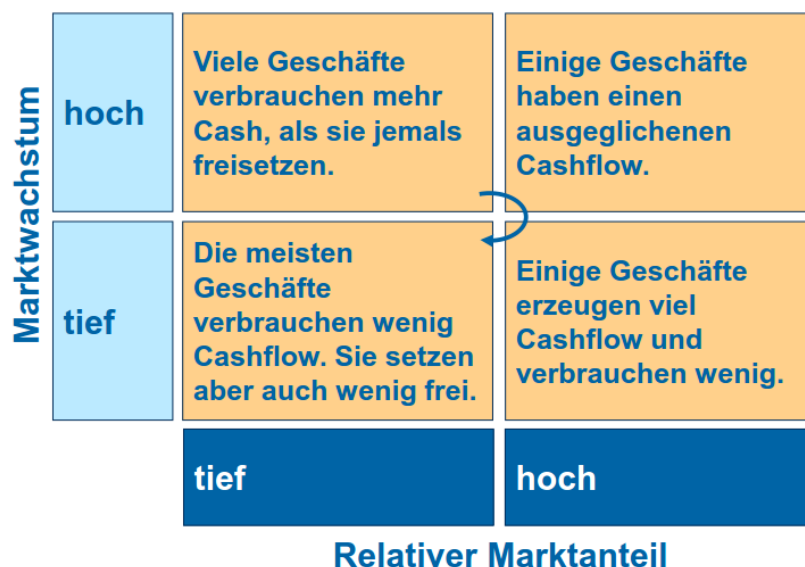 Marktwachstum
hoch
Viele Geschäfte
verbrauchen mehr
Cash, als sie jemals
freisetzen.
Einige Geschäfte
haben einen
ausgeglichenen
Cashflow.
tief
Die meisten
Geschäfte
verbrauchen wenig
Cashflow. Sie setzen
aber auch wenig frei.
Einige Geschäfte
erzeugen viel
Cashflow und
verbrauchen wenig.
tief
hoch
Relativer Marktanteil